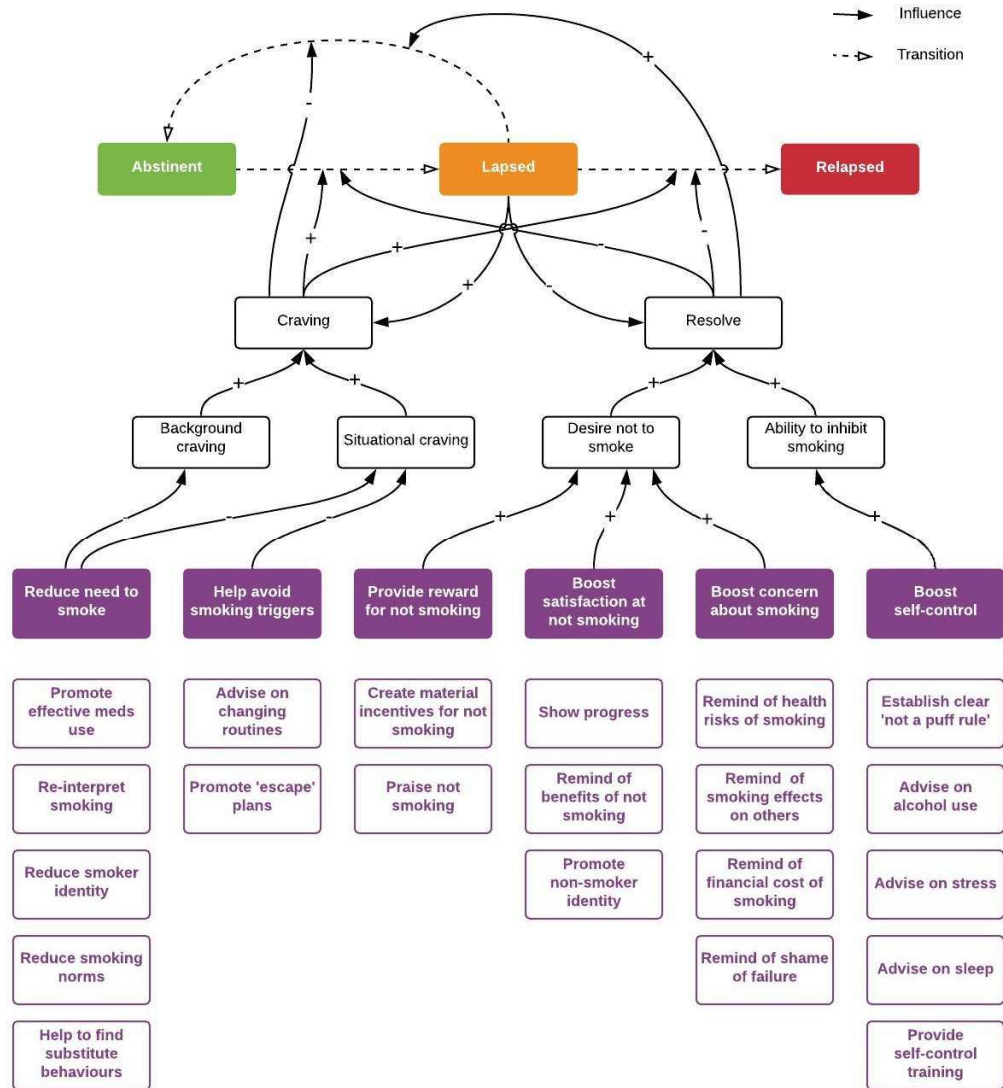 Influence
Transition
+
-
Abstinent
Lapsed
Relapsed
+
+
-
-
+
-
Craving
Resolve
+
+
+
+
Background
craving
Situational craving
Desire not to
smoke
Ability to inhibit
smoking
-
-
-
+
+
+
+
Reduce need to
smoke
Help avoid
smoking triggers
Provide reward
for not smoking
Boost
satisfaction at
not smoking
Boost concern
about smoking
Boost
self-control
Promote
effective meds
use
Advise on
changing
routines
Create material
incentives for not
smoking
Show progress
Remind of health
risks of smoking
Establish clear
'not a puff rule'
Re-interpret
smoking
Promote 'escape'
plans
Praise not
smoking
Remind of
benefits of not
smoking
Remind of
smoking effects
on others
Advise on
alcohol use
Reduce smoker
identity
Promote
non-smoker
identity
Remind of
financial cost of
smoking
Advise on stress
Reduce smoking
norms
Remind of shame
of failure
Advise on sleep
Help to find
substitute
behaviours
Provide
self-control
training